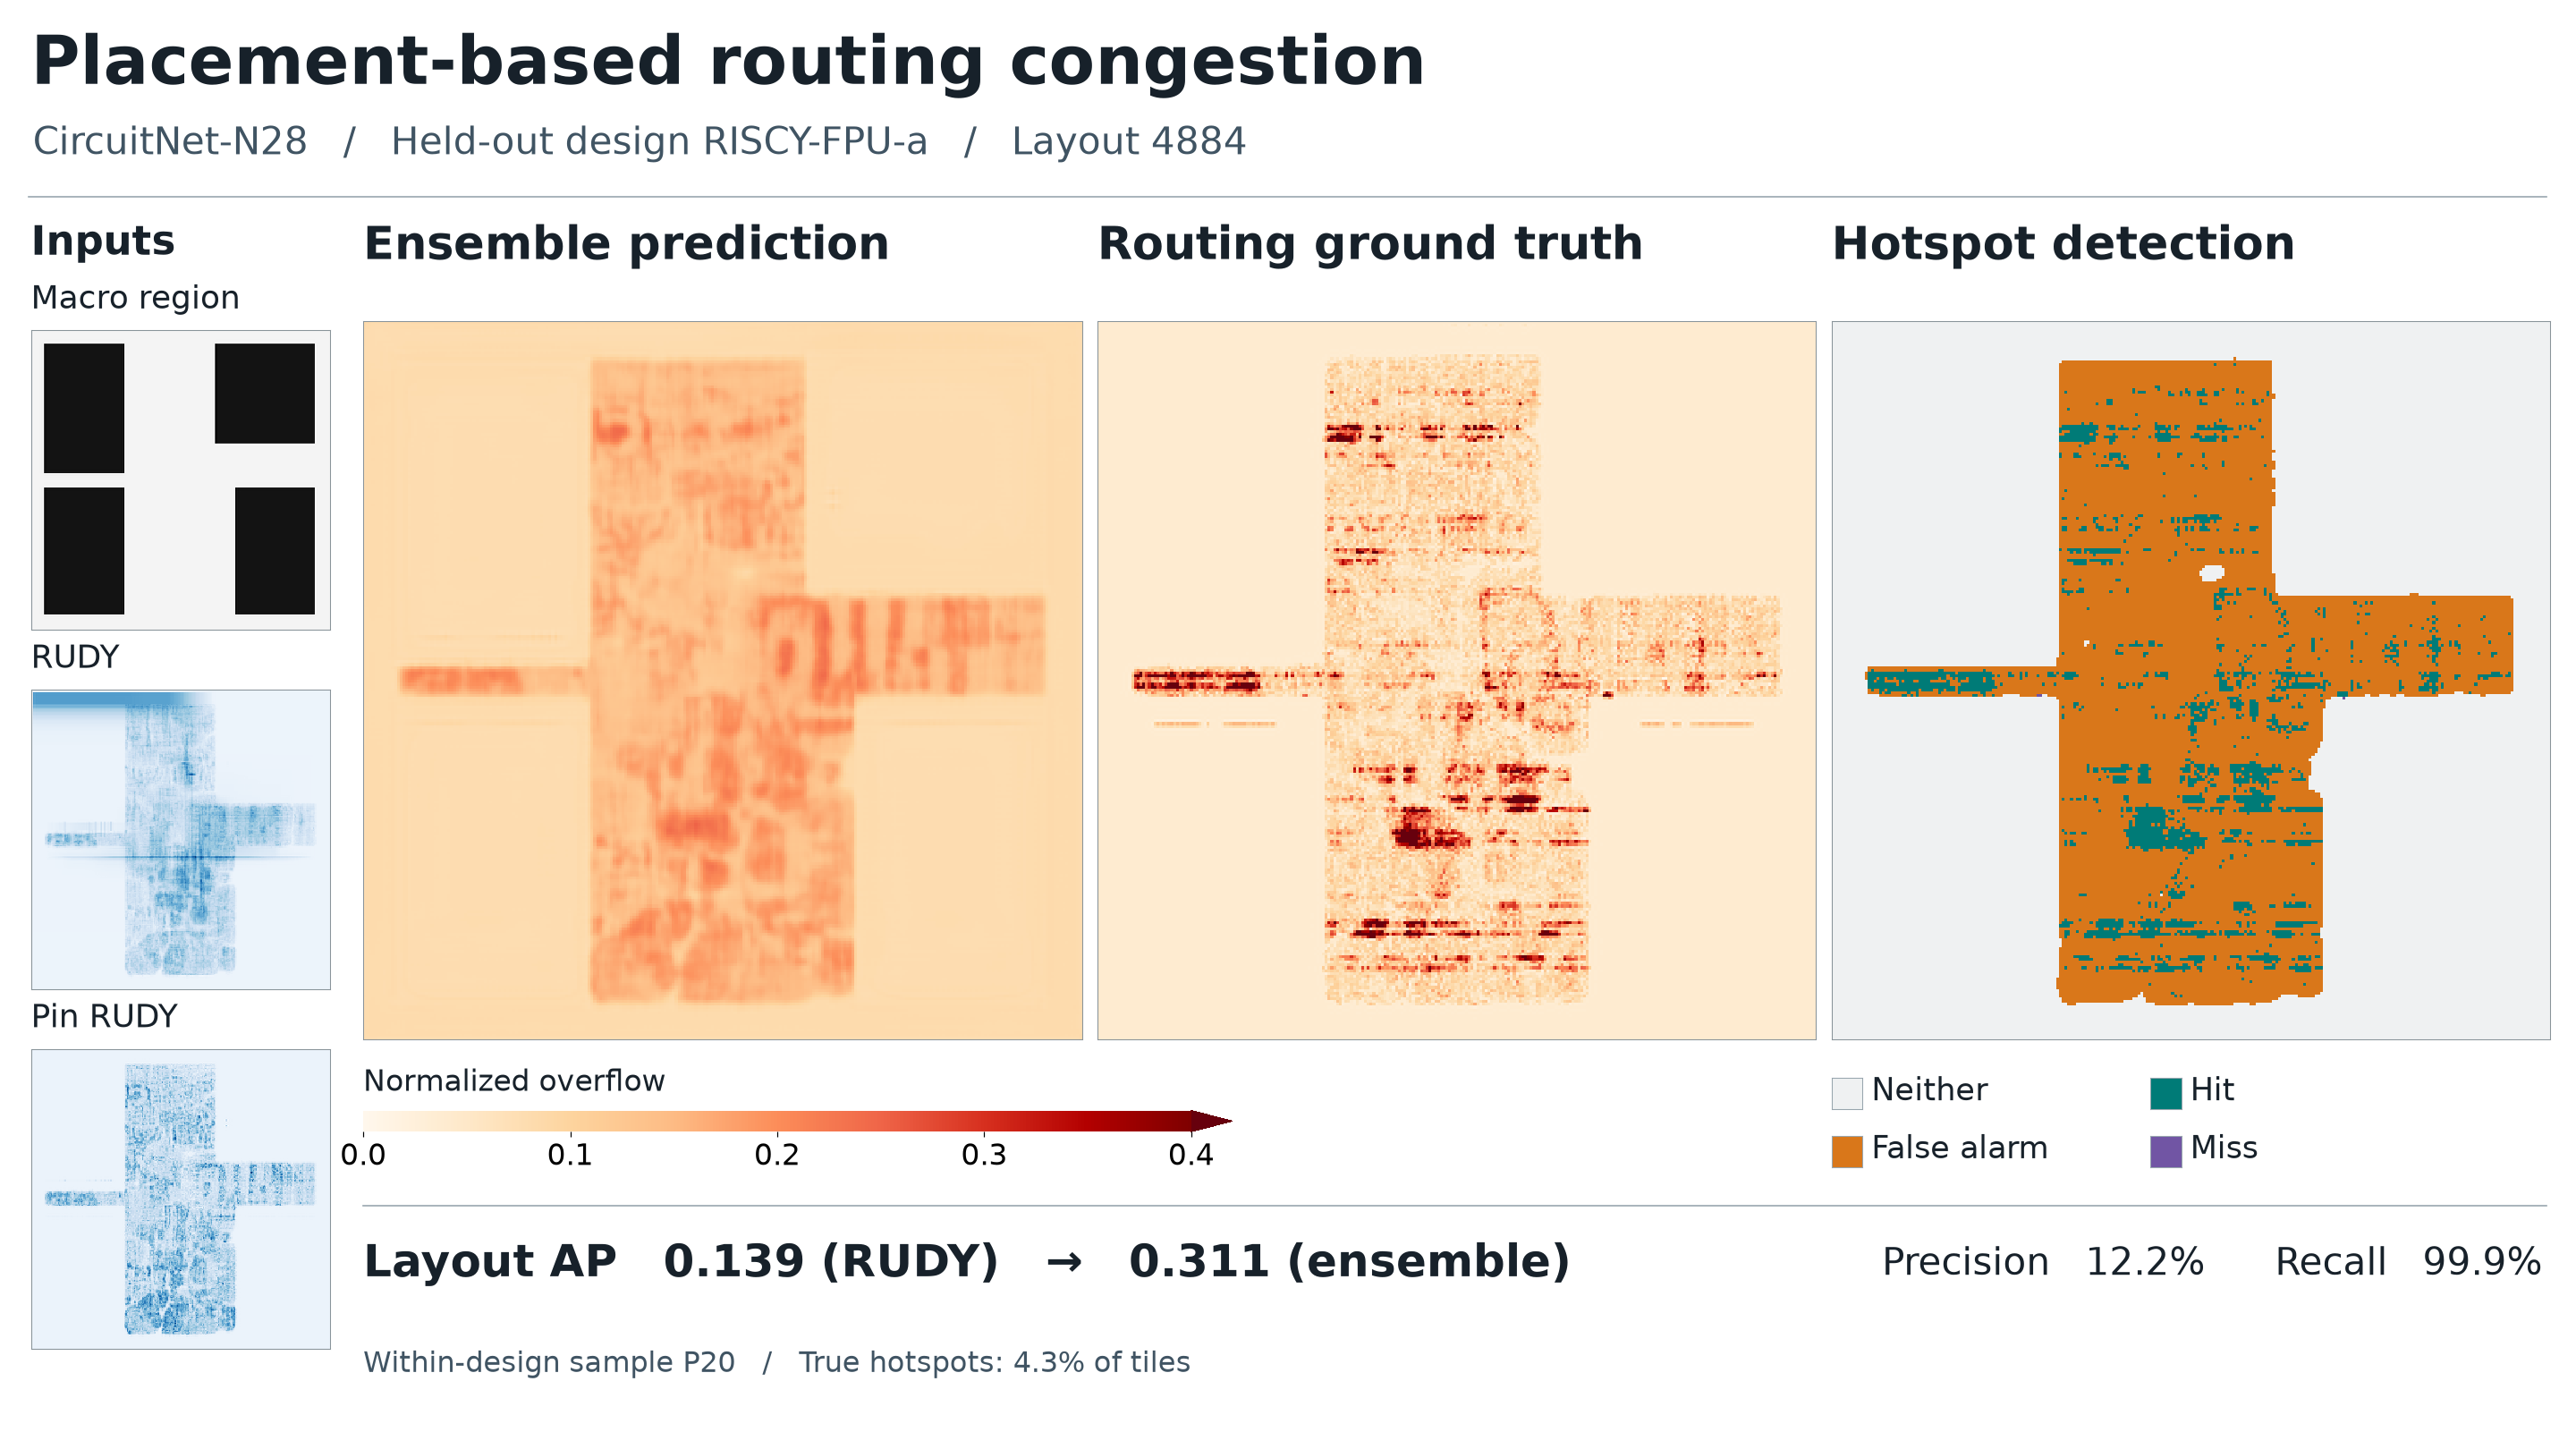 Placement-based routing congestion
CircuitNet-N28 / Held-out design RISCY-FPU-a / Layout 4884
Inputs
Macro region
RUDY
Pin RUDY
Ensemble prediction
Routing ground truth
Hotspot detection
Normalized overflow
0.0 0.1 0.2 0.3 0.4
Neither
Hit
False alarm
Miss
Layout AP 0.139 (RUDY) → 0.311 (ensemble)
Precision 12.2% Recall 99.9%
Within-design sample P20 / True hotspots: 4.3% of tiles